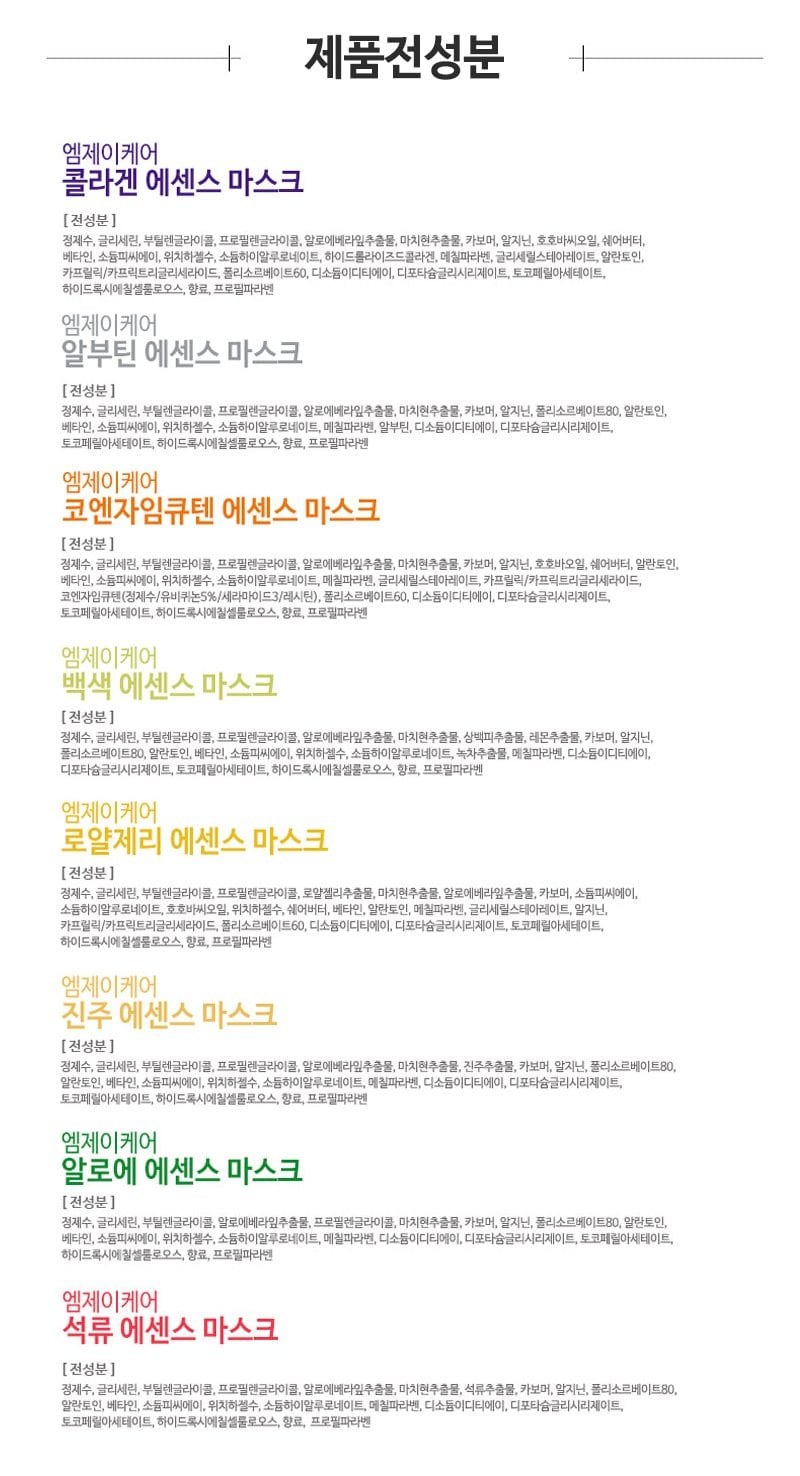 제품전성분
엠제이케어
콜라겐 에센스 마스크
[ 전성분 ]
정제수, 글리세린, 부틸렌글라이콜, 프로필렌글라이콜, 알로에베라잎추출물, 마치현추출물, 카보머, 알지닌, 호호바씨오일, 쉐어버터,
베타인, 소듐피씨에이, 위치하젤수, 소듐하이알루로네이트, 하이드롤라이즈드콜라겐, 메칠파라벤, 글리세릴스테아레이트, 알란토인,
카프릴릭/카프릭트리글리세라이드, 폴리소르베이트60, 디소듐이디티에이, 디포타슘글리시리제이트, 토코페릴아세테이트,
하이드록시에칠셀룰로오스, 향료, 프로필파라벤
엠제이케어
알부틴 에센스 마스크
[ 전성분 ]
정제수, 글리세린, 부틸렌글라이콜, 프로필렌글라이콜, 알로에베라잎추출물, 마치현추출물, 카보머, 알지닌, 폴리소르베이트80, 알란토인,
베타인, 소듐피씨에이, 위치하젤수, 소듐하이알루로네이트, 메칠파라벤, 알부틴, 디소듐이디티에이, 디포타슘글리시리제이트,
토코페릴아세테이트, 하이드록시에칠셀룰로오스, 향료, 프로필파라벤
엠제이케어
코엔자임큐텐 에센스 마스크
[ 전성분 ]
정제수, 글리세린, 부틸렌글라이콜, 프로필렌글라이콜, 알로에베라잎추출물, 마치현추출물, 카보머, 알지닌, 호호바오일, 쉐어버터, 알란토인,
베타인, 소듐피씨에이, 위치하젤수, 소듐하이알루로네이트, 메칠파라벤, 글리세릴스테아레이트, 카프릴릭/카프릭트리글리세라이드,
코엔자임큐텐(정제수/유비퀴논5%/세라마이드3/레시틴), 폴리소르베이트60, 디소듐이디티에이, 디포타슘글리시리제이트,
토코페릴아세테이트, 하이드록시에칠셀룰로오스, 향료, 프로필파라벤
엠제이케어
백색 에센스 마스크
[ 전성분 ]
정제수, 글리세린, 부틸렌글라이콜, 프로필렌글라이콜, 알로에베라잎추출물, 마치현추출물, 상백피추출물, 레몬추출물, 카보머, 알지닌,
폴리소르베이트80, 알란토인, 베타인, 소듐피씨에이, 위치하젤수, 소듐하이알루로네이트, 녹차추출물, 메칠파라벤, 디소듐이디티에이,
디포타슘글리시리제이트, 토코페릴아세테이트, 하이드록시에칠셀룰로오스, 향료, 프로필파라벤
엠제이케어
로얄제리 에센스 마스크
[ 전성분 ]
정제수, 글리세린, 부틸렌글라이콜, 프로필렌글라이콜, 로얄젤리추출물, 마치현추출물, 알로에베라잎추출물, 카보머, 소듐피씨에이,
소듐하이알루로네이트, 호호바씨오일, 위치하젤수, 쉐어버터, 베타인, 알란토인, 메칠파라벤, 글리세릴스테아레이트, 알지닌,
카프릴릭/카프릭트리글리세라이드, 폴리소르베이트60, 디소듐이디티에이, 디포타슘글리시리제이트, 토코페릴아세테이트,
하이드록시에칠셀룰로오스, 향료, 프로필파라벤
엠제이케어
진주 에센스 마스크
[ 전성분 ]
정제수, 글리세린, 부틸렌글라이콜, 프로필렌글라이콜, 알로에베라잎추출물, 마치현추출물, 진주추출물, 카보머, 알지닌, 폴리소르베이트80,
알란토인, 베타인, 소듐피씨에이, 위치하젤수, 소듐하이알루로네이트, 메칠파라벤, 디소듐이디티에이, 디포타슘글리시리제이트,
토코페릴아세테이트, 하이드록시에칠셀룰로오스, 향료, 프로필파라벤
엠제이케어
알로에 에센스 마스크
[ 전성분 ]
정제수, 글리세린, 부틸렌글라이콜, 알로에베라잎추출물, 프로필렌글라이콜, 마치현추출물, 카보머, 알지닌, 폴리소르베이트80, 알란토인,
베타인, 소듐피씨에이, 위치하젤수, 소듐하이알루로네이트, 메칠파라벤, 디소듐이디티에이, 디포타슘글리시리제이트, 토코페릴아세테이트,
하이드록시에칠셀룰로오스, 향료, 프로필파라벤
엠제이케어
석류 에센스 마스크
[ 전성분 ]
정제수, 글리세린, 부틸렌글라이콜, 프로필렌글라이콜, 알로에베라잎추출물, 마치현추출물, 석류추출물, 카보머, 알지닌, 폴리소르베이트80,
알란토인, 베타인, 소듐피씨에이, 위치하젤수, 소듐하이알루로네이트, 메칠파라벤, 디소듐이디티에이, 디포타슘글리시리제이트,
토코페릴아세테이트, 하이드록시에칠셀룰로오스, 향료, 프로필파라벤